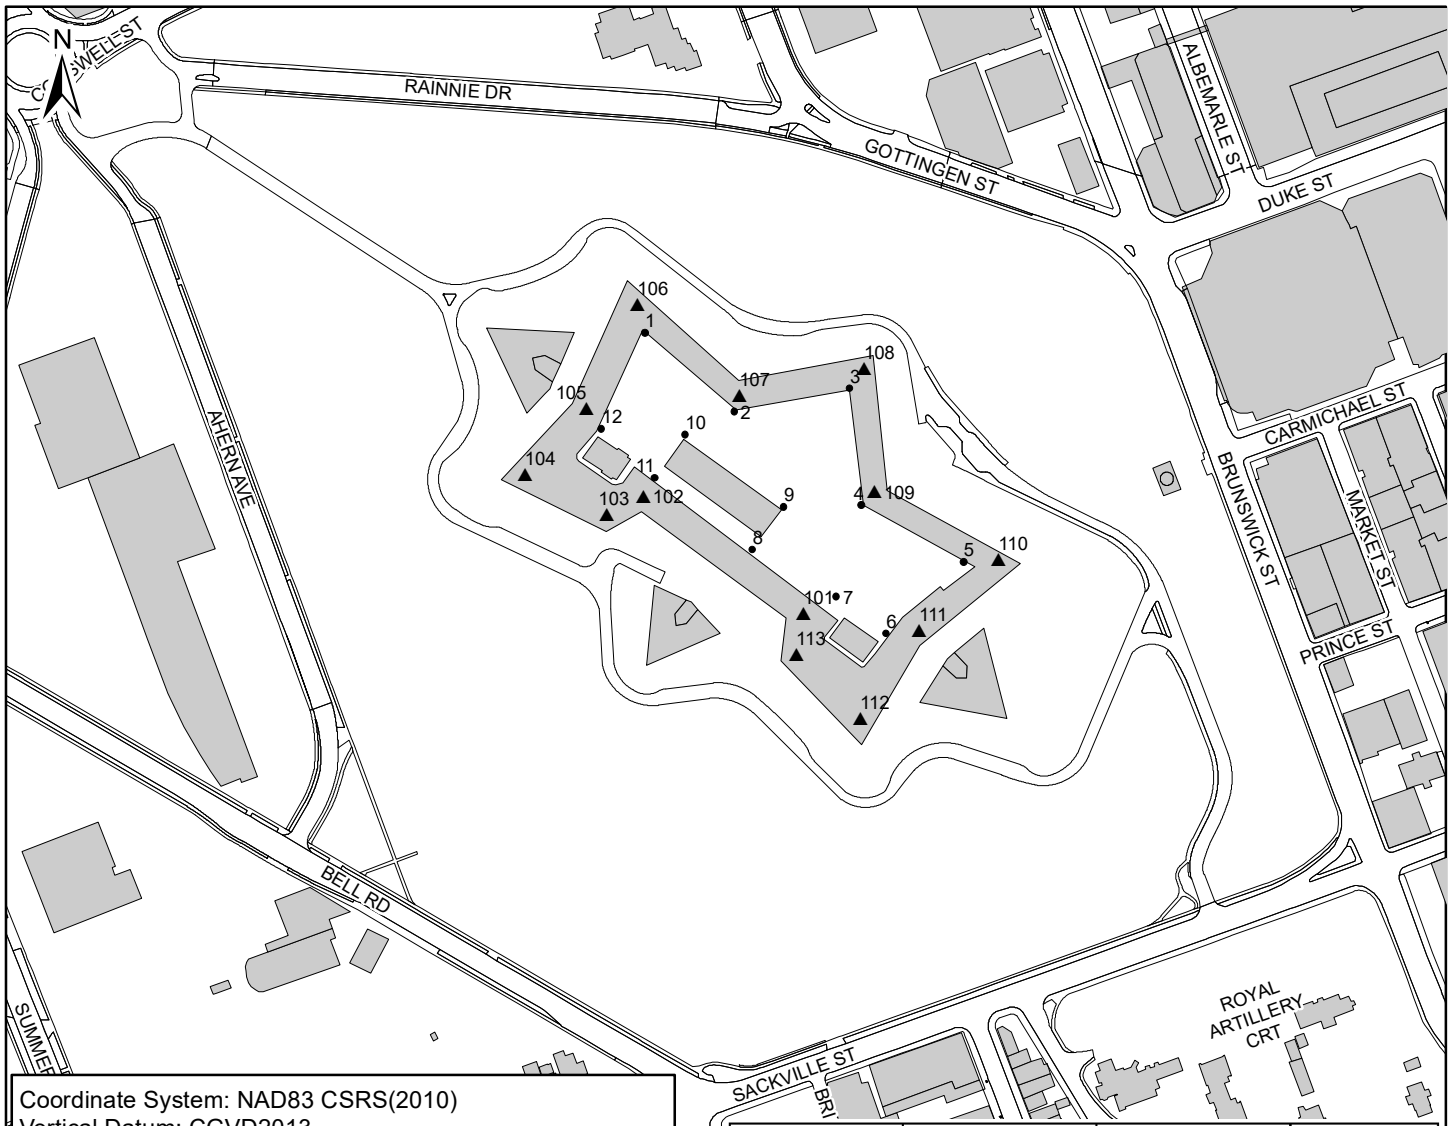 N
RAINNIE DR
GOTTINGEN ST
ALBEMARLE ST
DUKE ST
106
1
108
3
107
2
105
12
10
104
11
103
102
9
4
109
8
5
110
101
7
6
111
113
112
AHERN AVE
CARMICHAEL ST
BRUNSWICK ST
MARKET ST
PRINCE ST
BELL RD
ROYAL
ARTILLERY
CRT
SACKVILLE ST
Coordinate System: NAD83 CSRS(2010)
Vertical Datum: CGVD2013